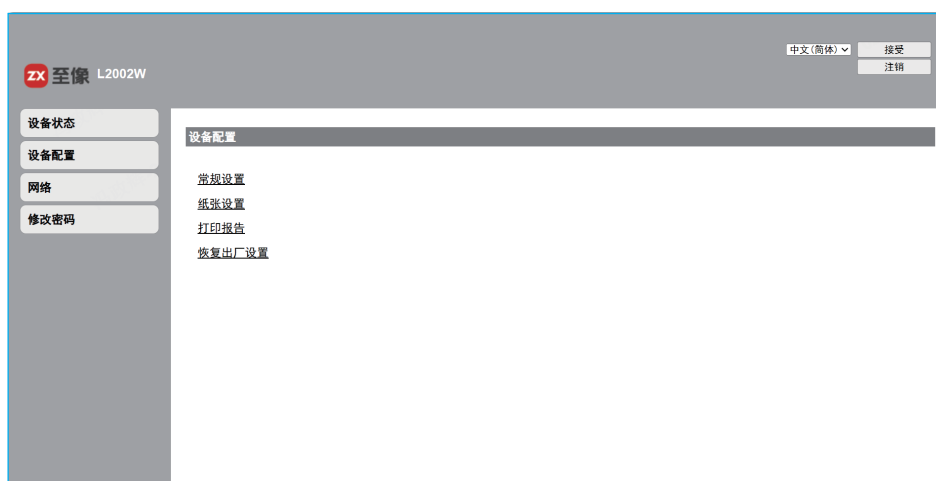 中文(简体)
接受
注销
ZX 至像 L2002W
设备状态
设备配置
网络
修改密码
设备配置
常规设置
纸张设置
打印报告
恢复出厂设置